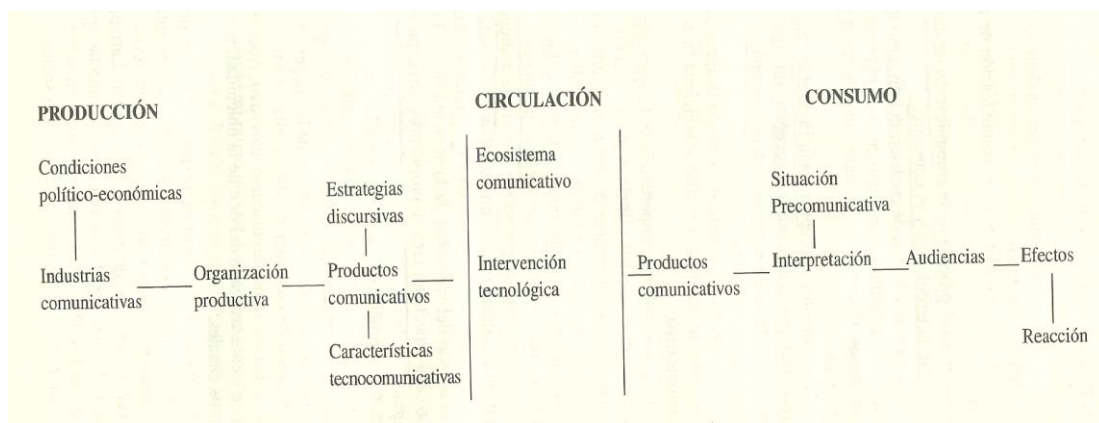 PRODUCCIÓN
Condiciones
político-económicas
Industrias
comunicativas
Organización
productiva
Estrategias
discursivas
Productos
comunicativos
Características
tecnocomunicativas
CIRCULACIÓN
Ecosistema
comunicativo
Intervención
tecnológica
CONSUMO
Productos
comunicativos
Situación
Precomunicativa
Interpretación
Audiencias
Efectos
Reacción